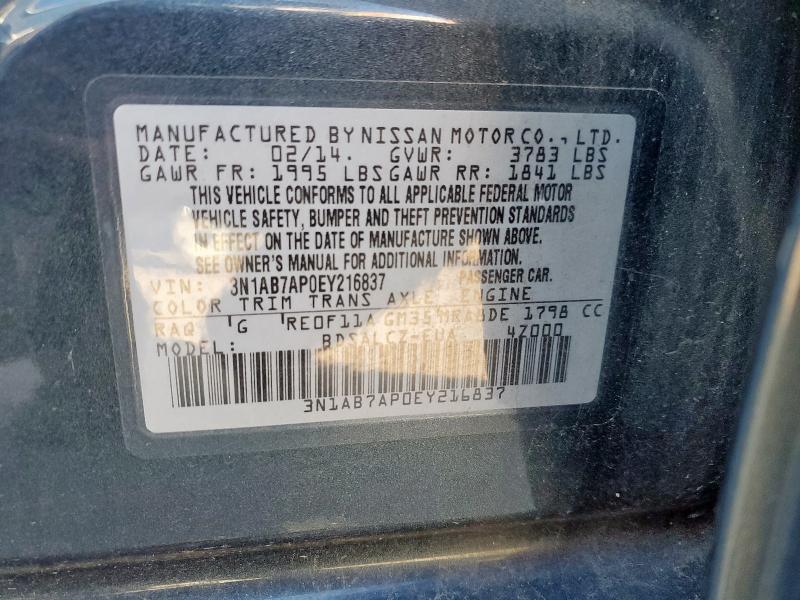 MANUFACTURED BY NISSAN MOTOR CO., LTD.
DATE: 02/14. GVWR: 3783 LBS
GAWR FR: 1995 LBS GAWR RR: 1841 LBS
THIS VEHICLE CONFORMS TO ALL APPLICABLE FEDERAL MOTOR
VEHICLE SAFETY, BUMPER AND THEFT PREVENTION STANDARDS
IN EFFECT ON THE DATE OF MANUFACTURE SHOWN ABOVE.
SEE OWNER'S MANUAL FOR ADDITIONAL INFORMATION.
VIN: 3N1AB7AP0EY216837 PASSENGER CAR.
COLOR TRIM TRANS AXLE ENGINE
RAQ G RE0F11A GM35 MRA8DE 1798 CC
MODEL: BDSALCZ-EUA 4Z000
3N1AB7AP0EY216837